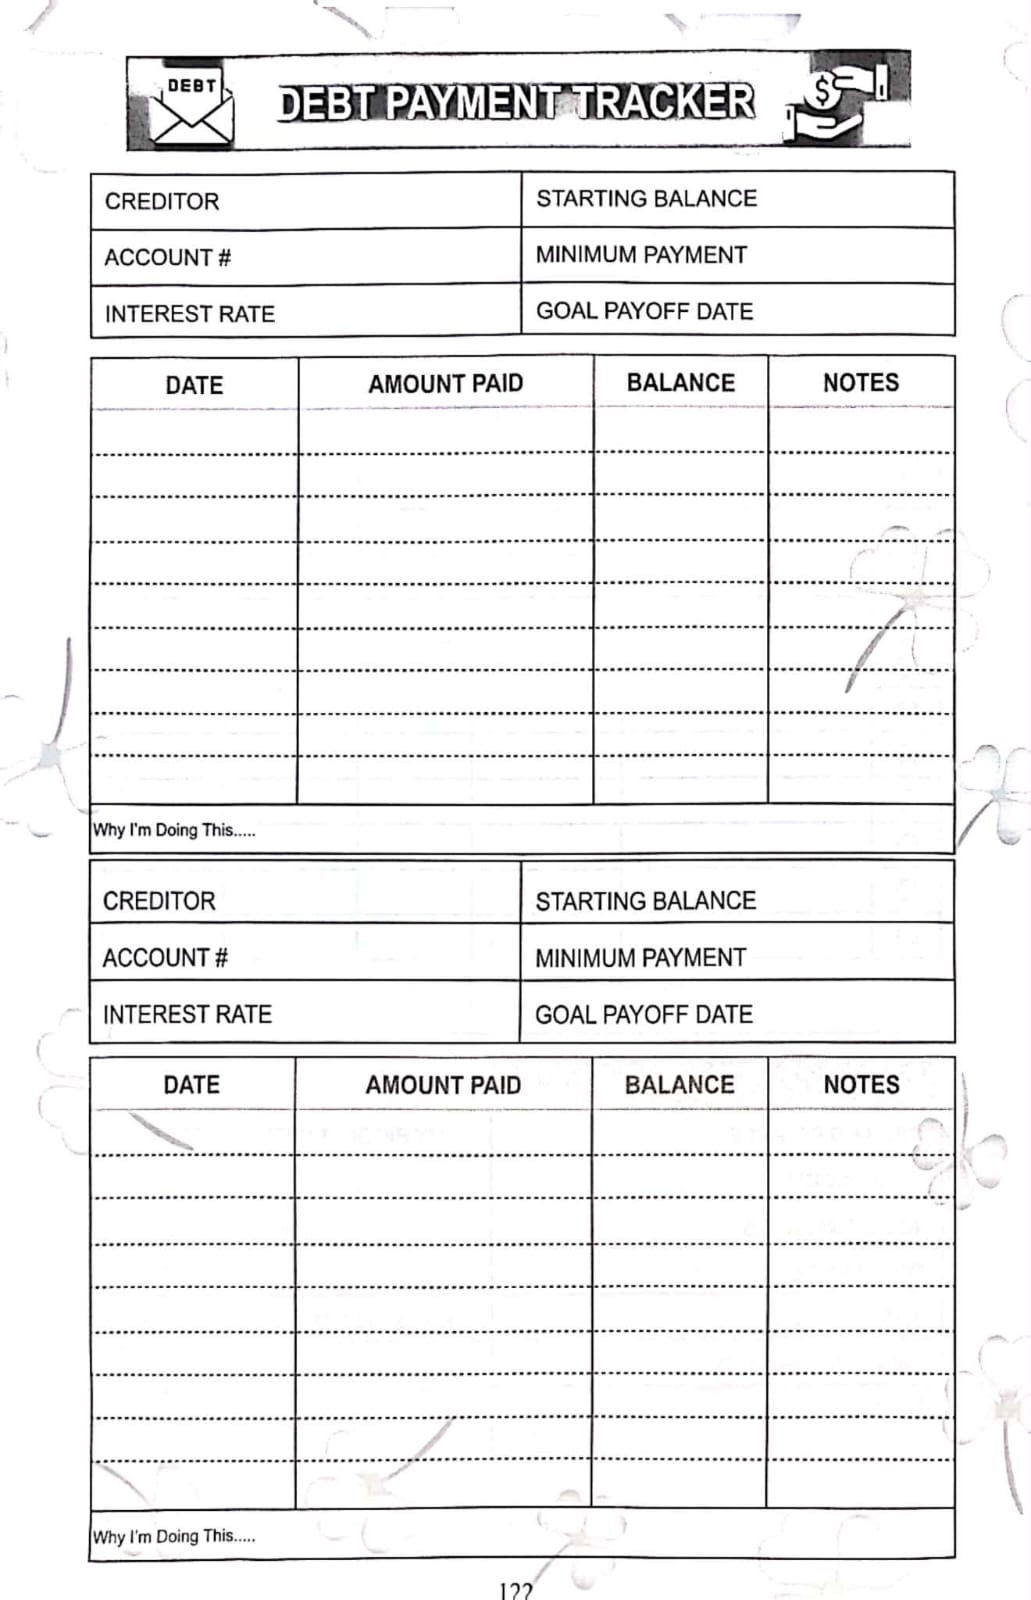 DEBT
DEBT PAYMENT TRACKER
$
CREDITOR STARTING BALANCE
ACCOUNT # MINIMUM PAYMENT
INTEREST RATE GOAL PAYOFF DATE
DATE AMOUNT PAID BALANCE NOTES
Why I'm Doing This.....
CREDITOR STARTING BALANCE
ACCOUNT # MINIMUM PAYMENT
INTEREST RATE GOAL PAYOFF DATE
DATE AMOUNT PAID BALANCE NOTES
Why I'm Doing This.....